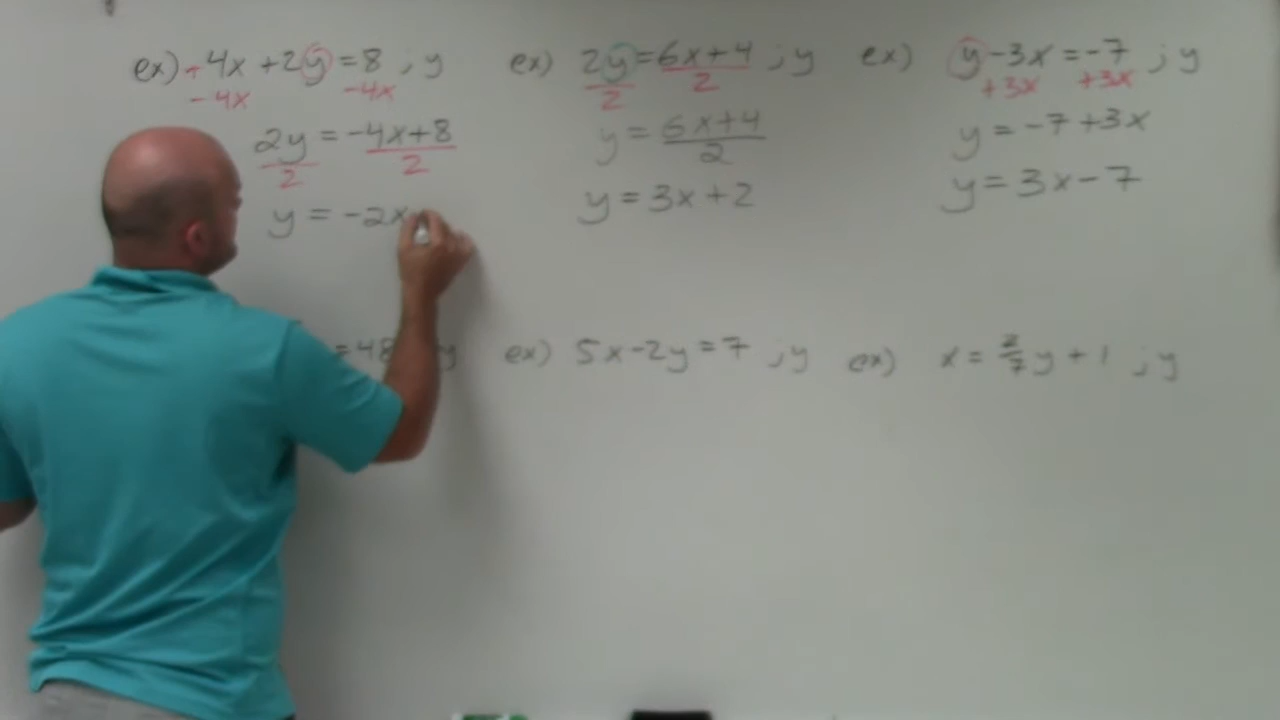 ex) +4x + 2y = 8 ; y
-4x -4x
2y = -4x+8
2 2
y = -2x
ex) 2y = 6x+4 ; y
2 2
y = 6x+4
2
y = 3x+2
ex) y - 3x = -7 ; y
+3x +3x
y = -7 + 3x
y = 3x - 7
= 48 y
ex) 5x - 2y = 7 ; y
ex) x = 2/7 y + 1 ; y